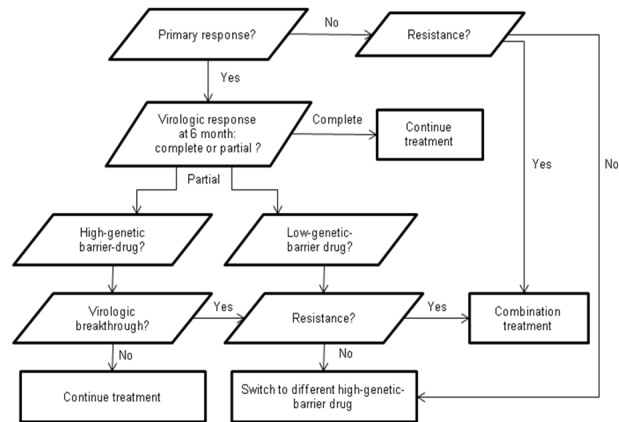 Primary response?
No
Resistance?
Yes
Virologic response
at 6 month:
complete or partial ?
Complete
Continue
treatment
Yes
No
Partial
High-genetic
barrier-drug?
Low-genetic-
barrier drug?
Virologic
breakthrough?
Yes
Resistance?
Yes
Combination
treatment
No
No
Continue treatment
Switch to different high-genetic-
barrier drug